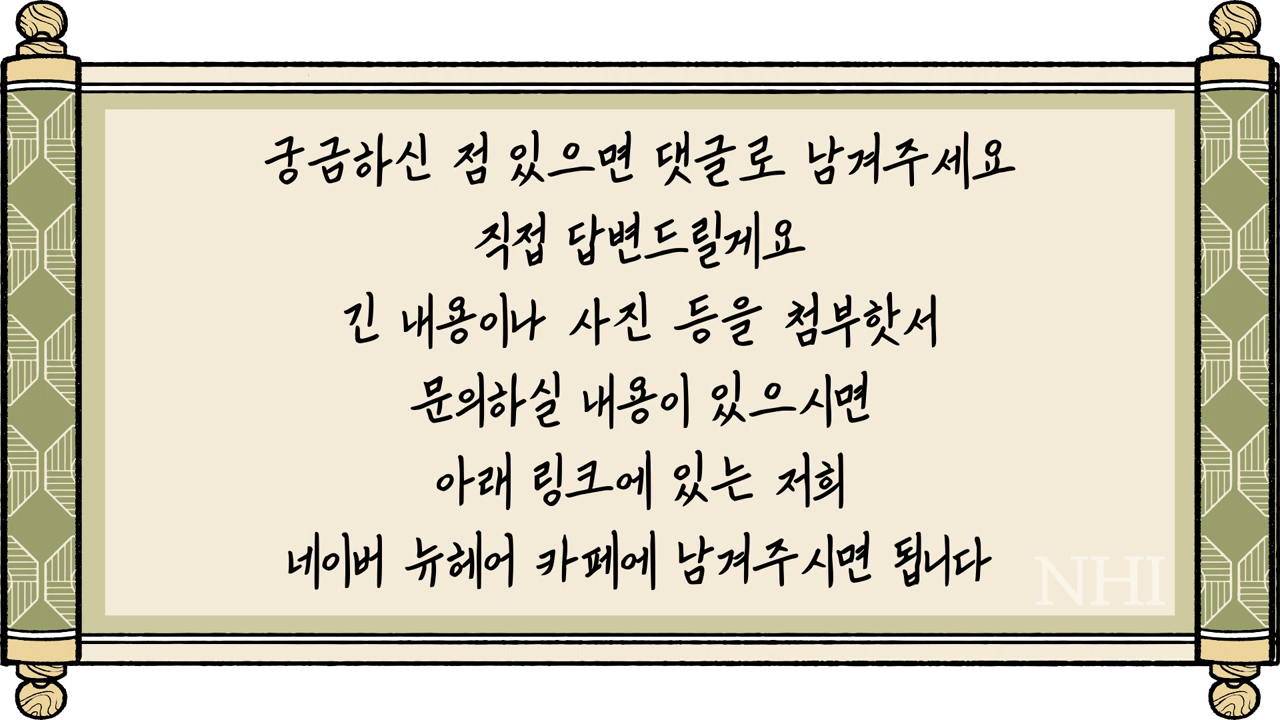 궁금하신 점 있으면 댓글로 남겨주세요
직접 답변드릴게요
긴 내용이나 사진 등을 첨부핫서
문의하실 내용이 있으시면
아래 링크에 있는 저희
네이버 뉴헤어 카페에 남겨주시면 됩니다
NHI